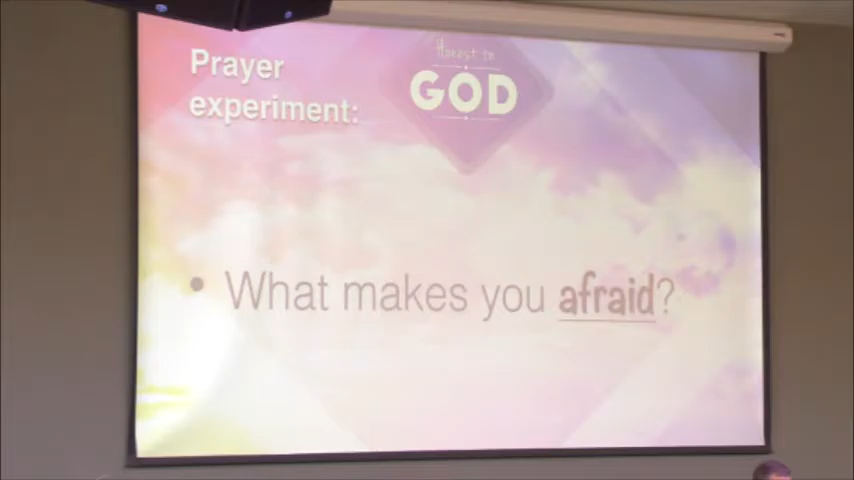 Prayer
experiment:
Honest to
GOD
• What makes you afraid?